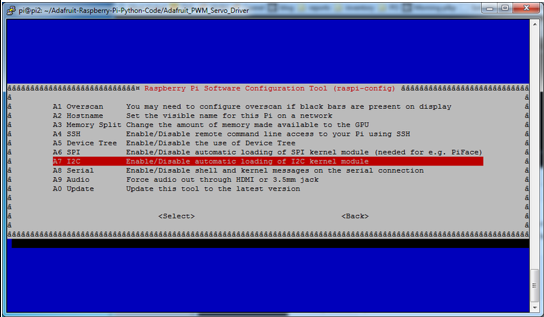 pi@pi2: ~/Adafruit-Raspberry-Pi-Python-Code/Adafruit_PWM_Servo_Driver
Raspberry Pi Software Configuration Tool (raspi-config)
A1 Overscan You may need to configure overscan if black bars are present on display
A2 Hostname Set the visible name for this Pi on a network
A3 Memory Split Change the amount of memory made available to the GPU
A4 SSH Enable/Disable remote command line access to your Pi using SSH
A5 Device Tree Enable/Disable the use of Device Tree
A6 SPI Enable/Disable automatic loading of SPI kernel module (needed for e.g. PiFace)
A7 I2C Enable/Disable automatic loading of I2C kernel module
A8 Serial Enable/Disable shell and kernel messages on the serial connection
A9 Audio Force audio out through HDMI or 3.5mm jack
A0 Update Update this tool to the latest version
<Select> <Back>